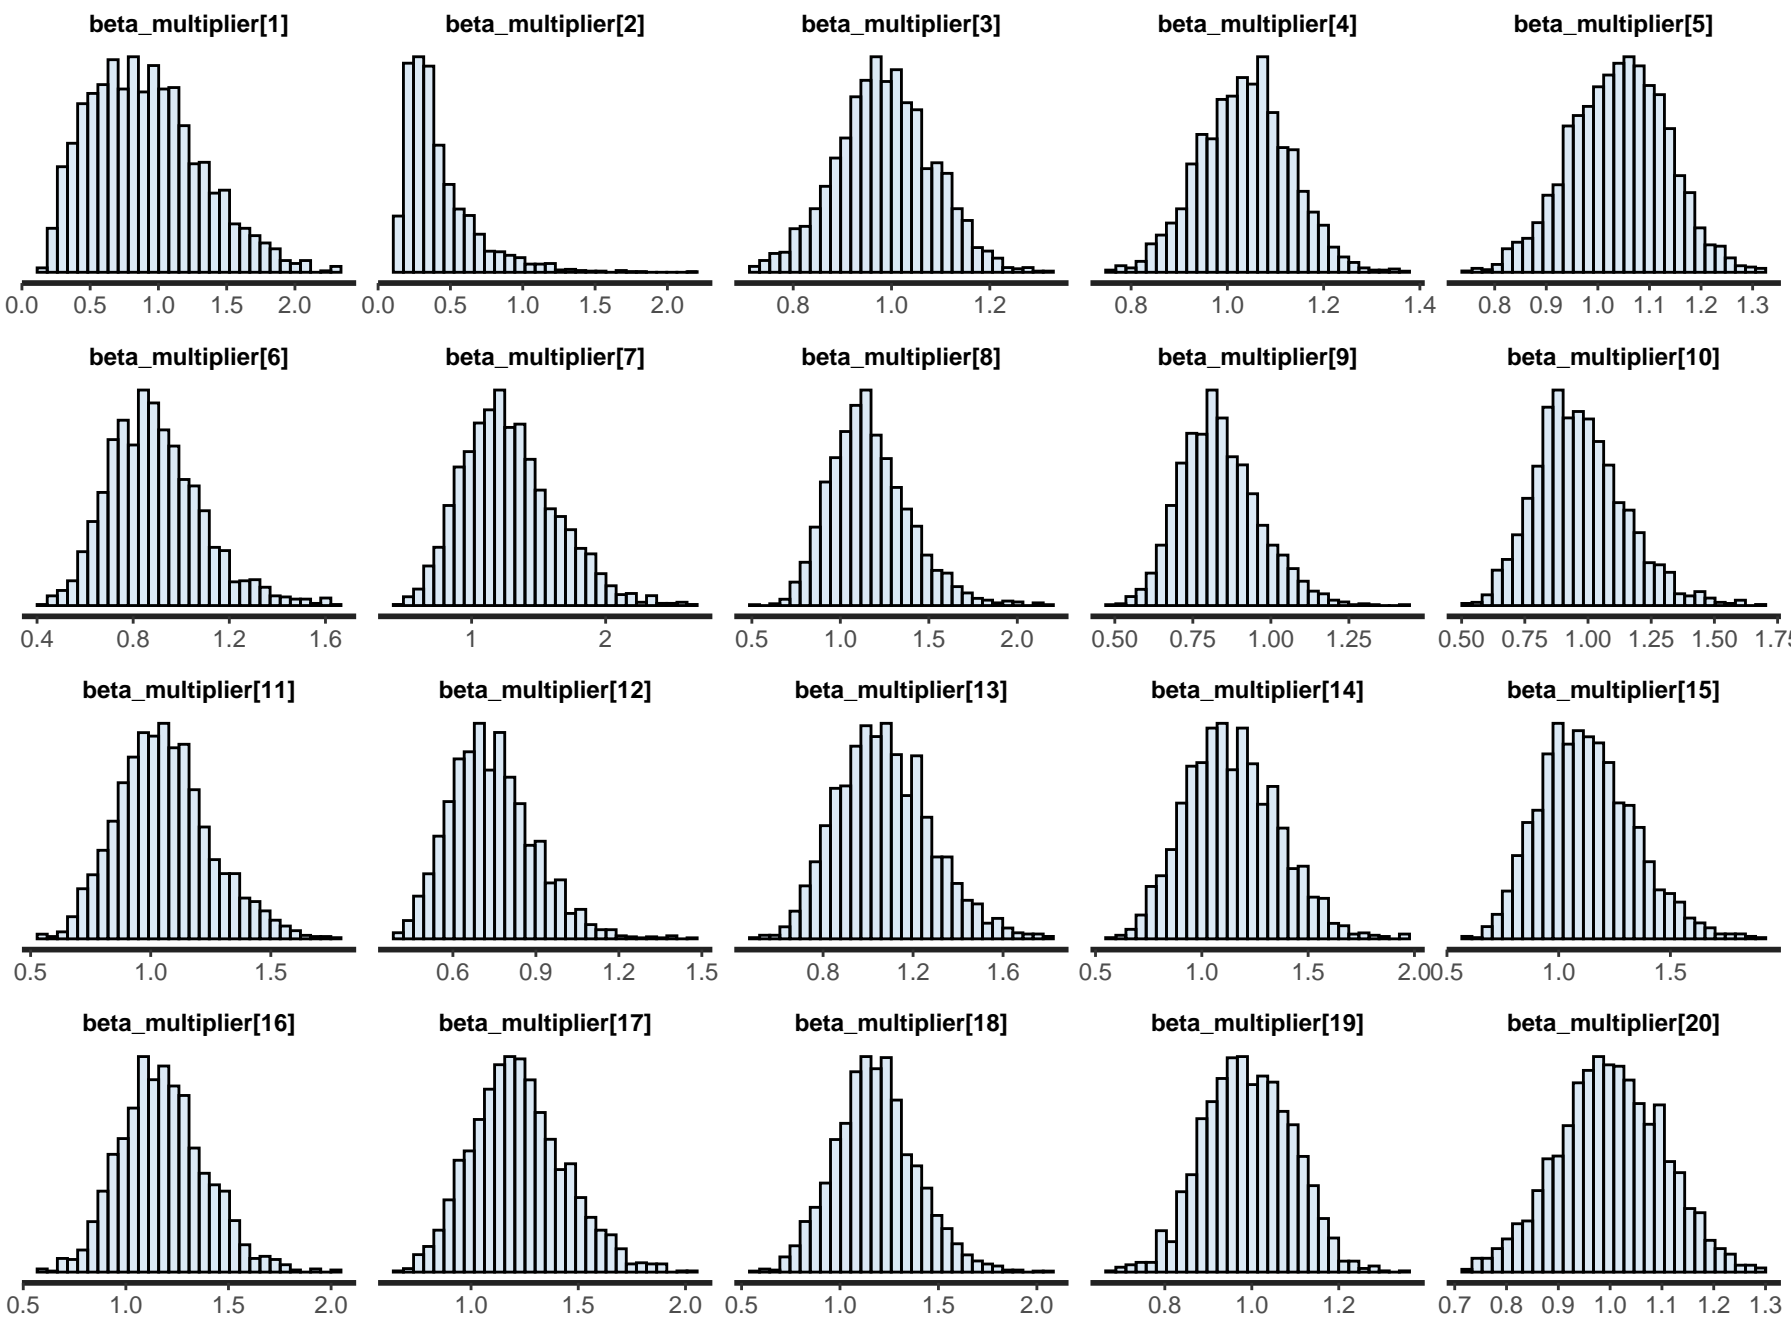 beta_multiplier[1] beta_multiplier[2] beta_multiplier[3] beta_multiplier[4] beta_multiplier[5]
0.0 0.5 1.0 1.5 2.0 0.0 0.5 1.0 1.5 2.0 0.8 1.0 1.2 0.8 1.0 1.2 1.4 0.8 0.9 1.0 1.1 1.2 1.3
beta_multiplier[6] beta_multiplier[7] beta_multiplier[8] beta_multiplier[9] beta_multiplier[10]
0.4 0.8 1.2 1.6 1 2 0.5 1.0 1.5 2.0 0.50 0.75 1.00 1.25 0.50 0.75 1.00 1.25 1.50
beta_multiplier[11] beta_multiplier[12] beta_multiplier[13] beta_multiplier[14] beta_multiplier[15]
0.5 1.0 1.5 0.6 0.9 1.2 1.5 0.8 1.2 1.6 0.5 1.0 1.5 2.0 0.5 1.0 1.5
beta_multiplier[16] beta_multiplier[17] beta_multiplier[18] beta_multiplier[19] beta_multiplier[20]
0.5 1.0 1.5 2.0 1.0 1.5 2.0 0.5 1.0 1.5 2.0 0.8 1.0 1.2 0.7 0.8 0.9 1.0 1.1 1.2 1.3